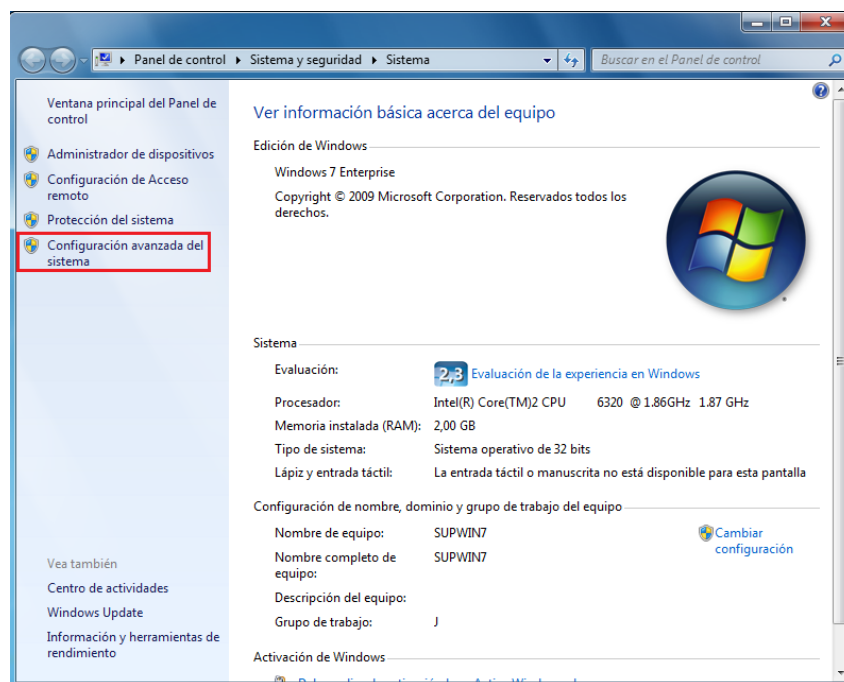 Panel de control ▸ Sistema y seguridad ▸ Sistema
Buscar en el Panel de control
Ventana principal del Panel de
control
Administrador de dispositivos
Configuración de Acceso
remoto
Protección del sistema
Configuración avanzada del
sistema
Vea también
Centro de actividades
Windows Update
Información y herramientas de
rendimiento
Ver información básica acerca del equipo
Edición de Windows
Windows 7 Enterprise
Copyright © 2009 Microsoft Corporation. Reservados todos los
derechos.
Sistema
Evaluación: 2,3 Evaluación de la experiencia en Windows
Procesador: Intel(R) Core(TM)2 CPU 6320 @ 1.86GHz 1.87 GHz
Memoria instalada (RAM): 2,00 GB
Tipo de sistema: Sistema operativo de 32 bits
Lápiz y entrada táctil: La entrada táctil o manuscrita no está disponible para esta pantalla
Configuración de nombre, dominio y grupo de trabajo del equipo
Nombre de equipo: SUPWIN7
Cambiar
configuración
Nombre completo de
equipo: SUPWIN7
Descripción del equipo:
Grupo de trabajo: J
Activación de Windows